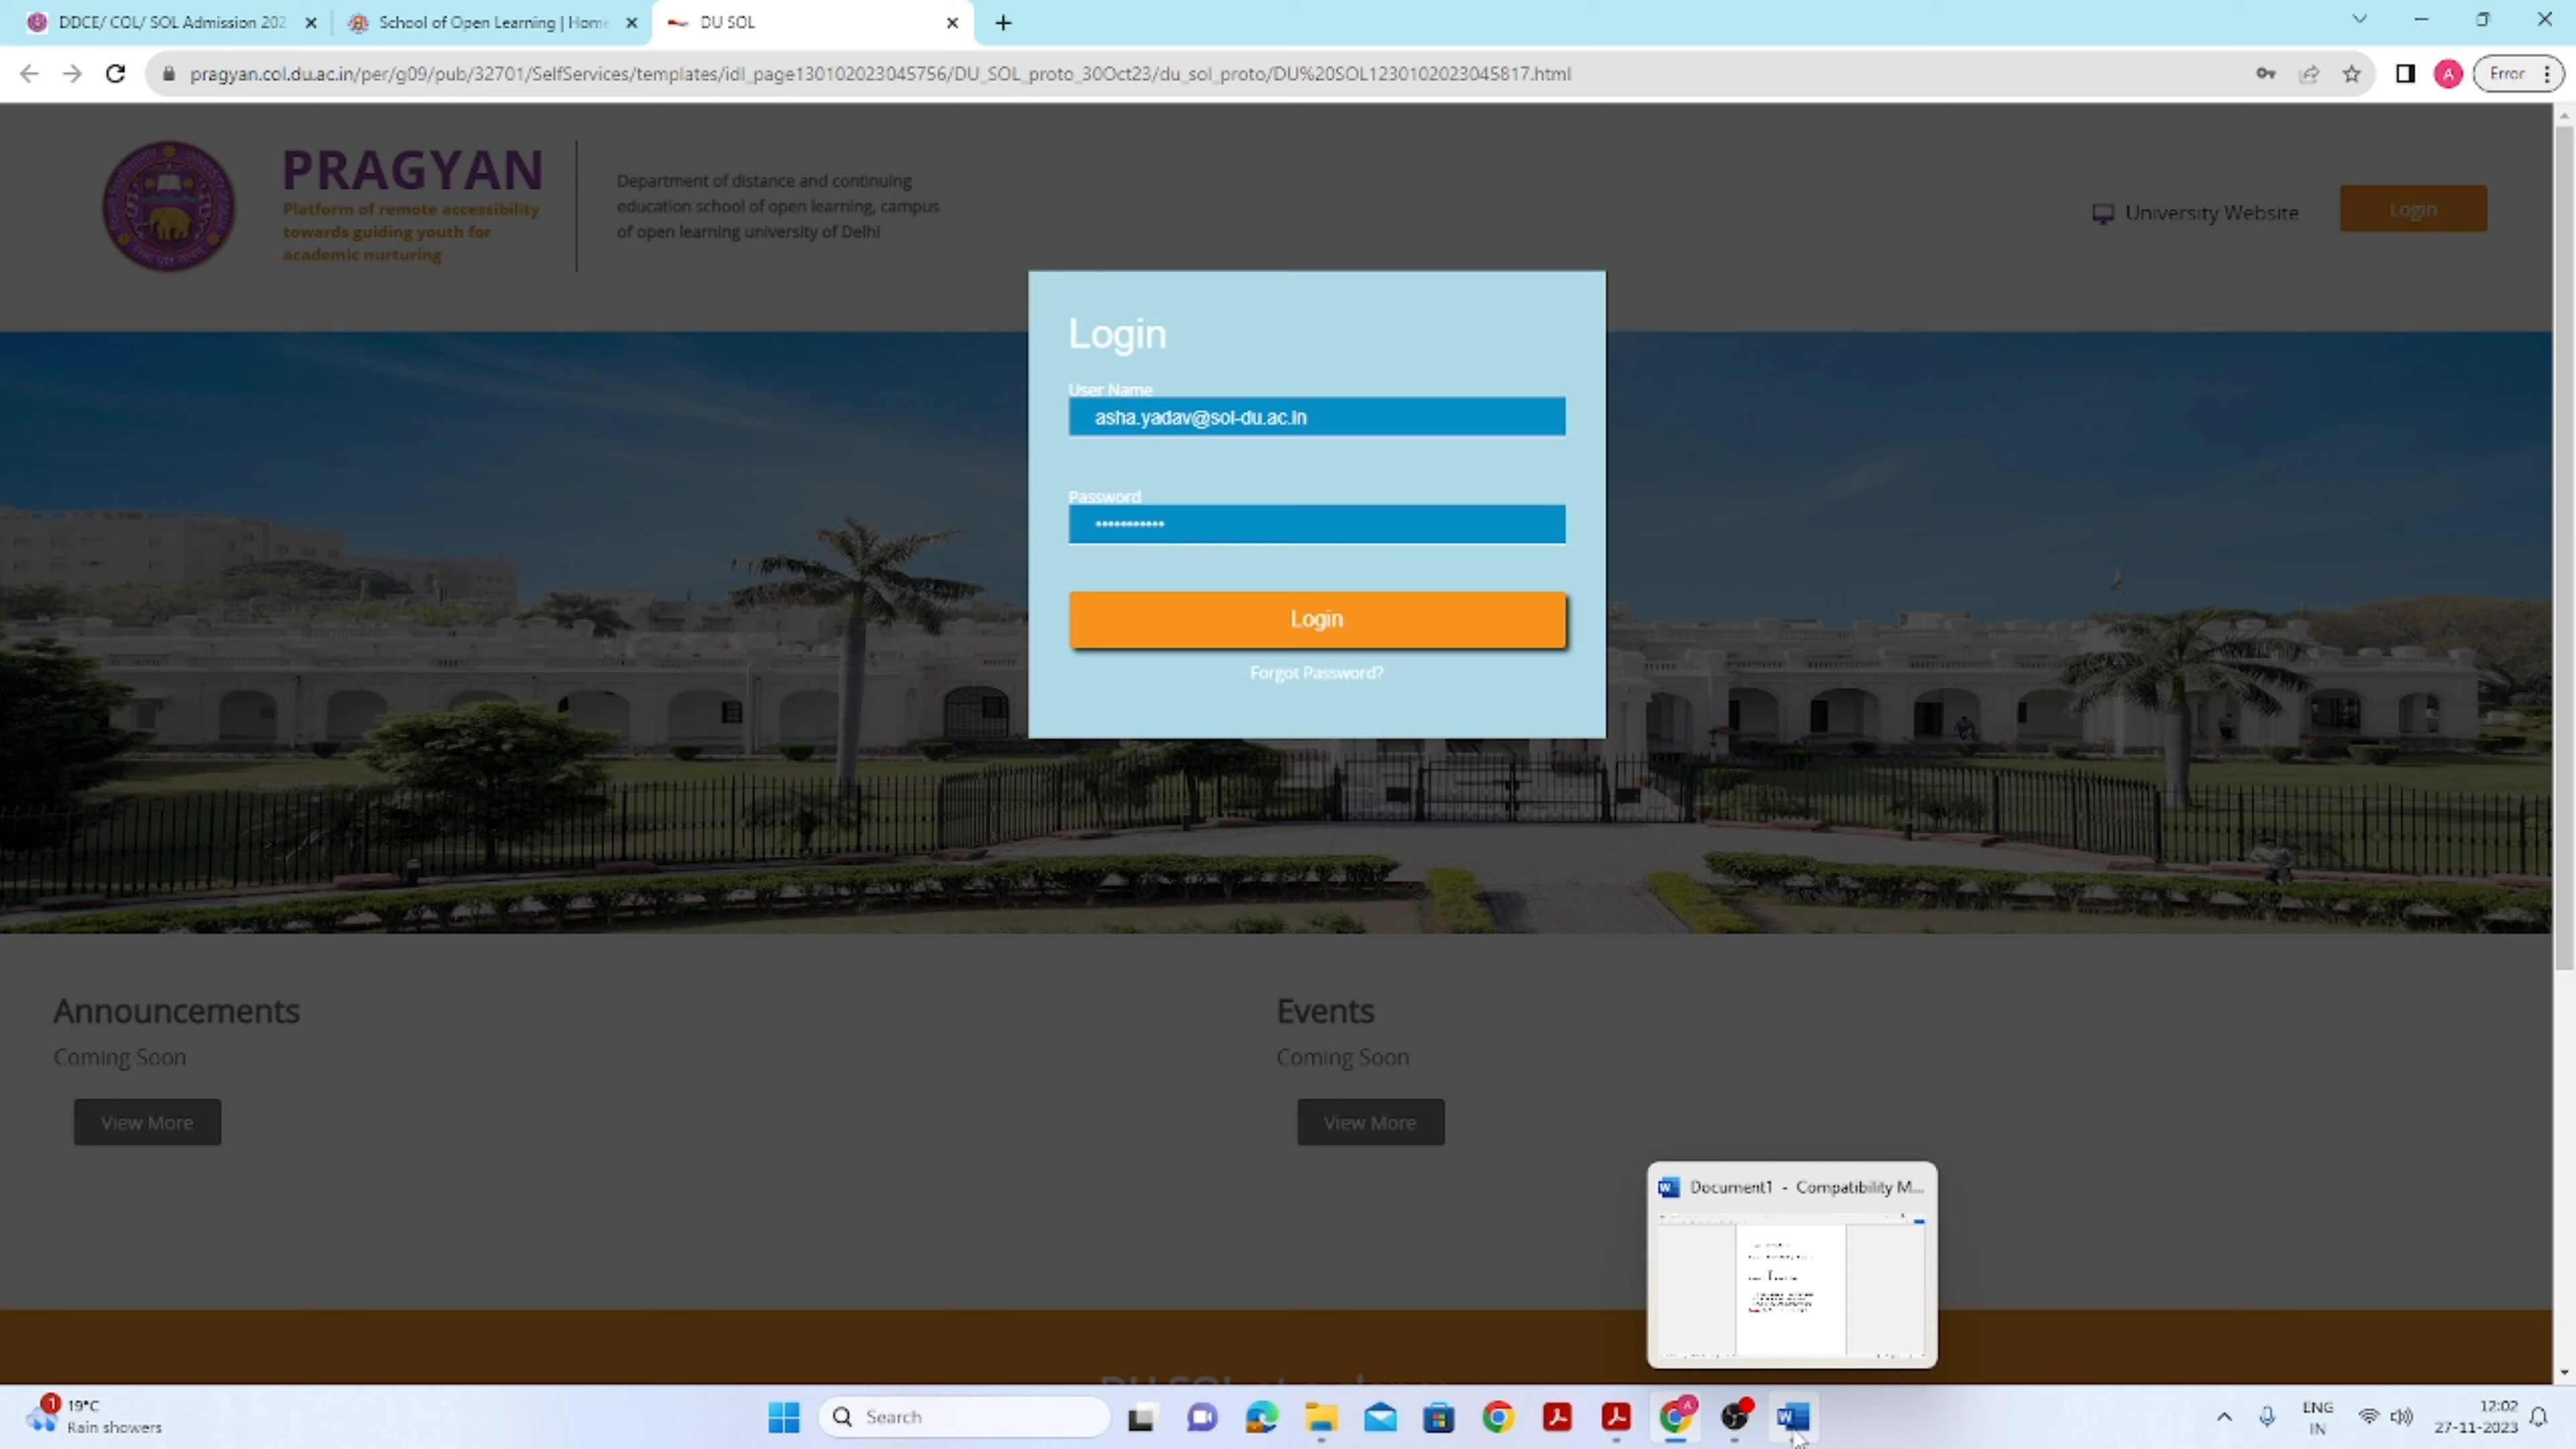 DDCE/ COL/ SOL Admission 202
School of Open Learning | Home
DU SOL
pragyan.col.du.ac.in/per/g09/pub/32701/SelfServices/templates/idl_page130102023045756/DU_SOL_proto_30Oct23/du_sol_proto/DU%20SOL1230102023045817.html
A
Error
PRAGYAN
Platform of remote accessibility
towards guiding youth for
academic nurturing
Department of distance and continuing
education school of open learning, campus
of open learning university of Delhi
University Website
Login
Login
User Name
asha.yadav@sol-du.ac.in
Password
•••••••••••
Login
Forgot Password?
Announcements
Coming Soon
View More
Events
Coming Soon
View More
Document1 - Compatibility M...
1
19°C
Rain showers
Search
ENG
IN
12:02
27-11-2023